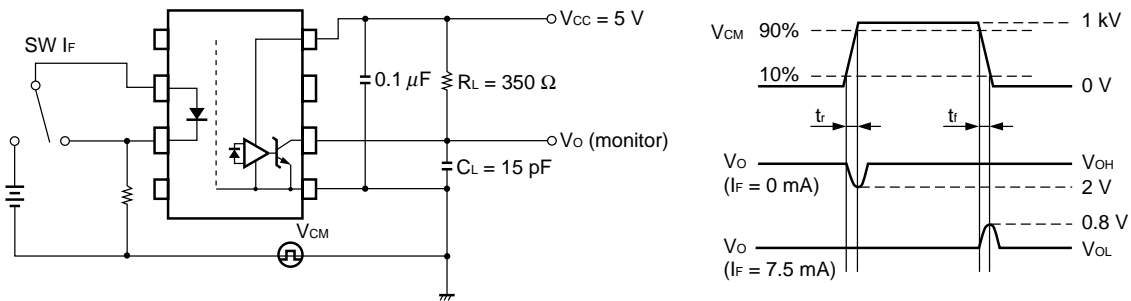 SW IF
VCC = 5 V
0.1 μF
RL = 350 Ω
VO (monitor)
CL = 15 pF
VCM
VCM 90%
10%
1 kV
0 V
tr
tf
VO
(IF = 0 mA)
VOH
2 V
0.8 V
VO
(IF = 7.5 mA)
VOL